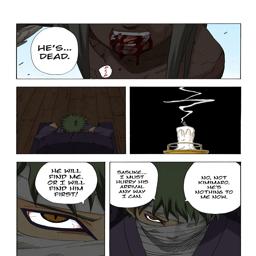 HE'S...
DEAD.
HE WILL
FIND ME,
OR I WILL
FIND HIM
FIRST!
SASUKE...
I MUST
HURRY HIS
ARRIVAL
ANY WAY
I CAN.
NO, NOT
KIMIMARO.
HE'S
NOTHING TO
ME NOW.